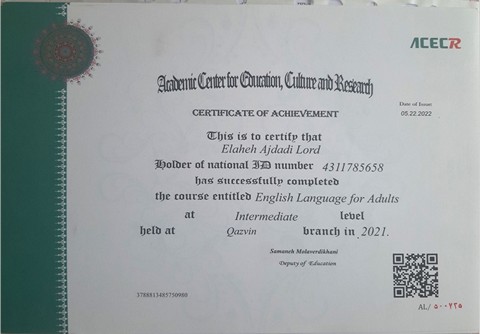 ACECR
Academic Center for Education, Culture and Research
Date of Issue:
CERTIFICATE OF ACHIEVEMENT
05.22.2022
This is to certify that
Elaheh Ajdadi Lord
Holder of national ID number 4311785658
has successfully completed
the course entitled English Language for Adults
at Intermediate level
held at Qazvin branch in 2021.
Samaneh Molaverdikhani
Deputy of Education
3788813485750980
AL/ ۵۰۰۷۲۵